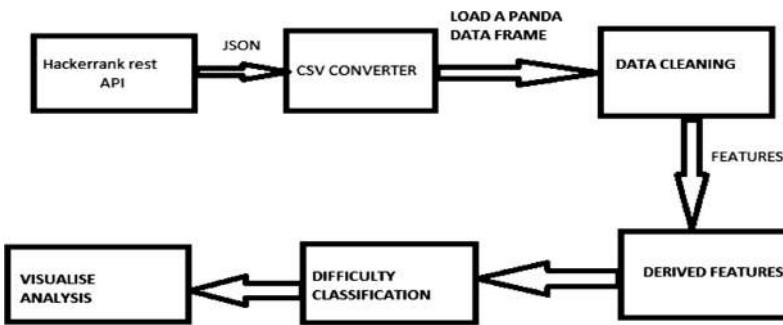 Hackerrank rest
API
JSON
CSV CONVERTER
LOAD A PANDA
DATA FRAME
DATA CLEANING
FEATURES
DERIVED FEATURES
DIFFICULTY
CLASSIFICATION
VISUALISE
ANALYSIS